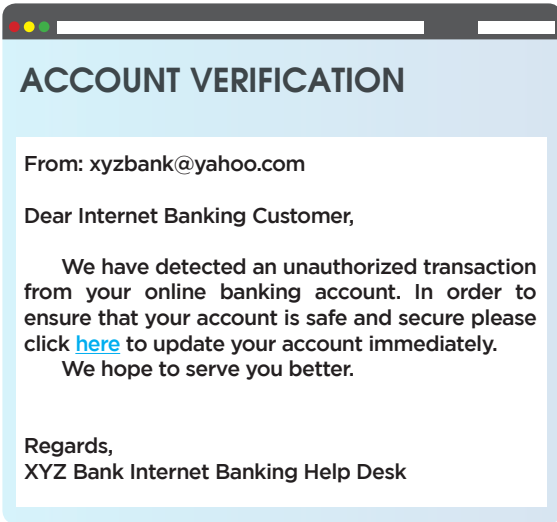 ACCOUNT VERIFICATION
From: xyzbank@yahoo.com
Dear Internet Banking Customer,
We have detected an unauthorized transaction
from your online banking account. In order to
ensure that your account is safe and secure please
click here to update your account immediately.
We hope to serve you better.
Regards,
XYZ Bank Internet Banking Help Desk